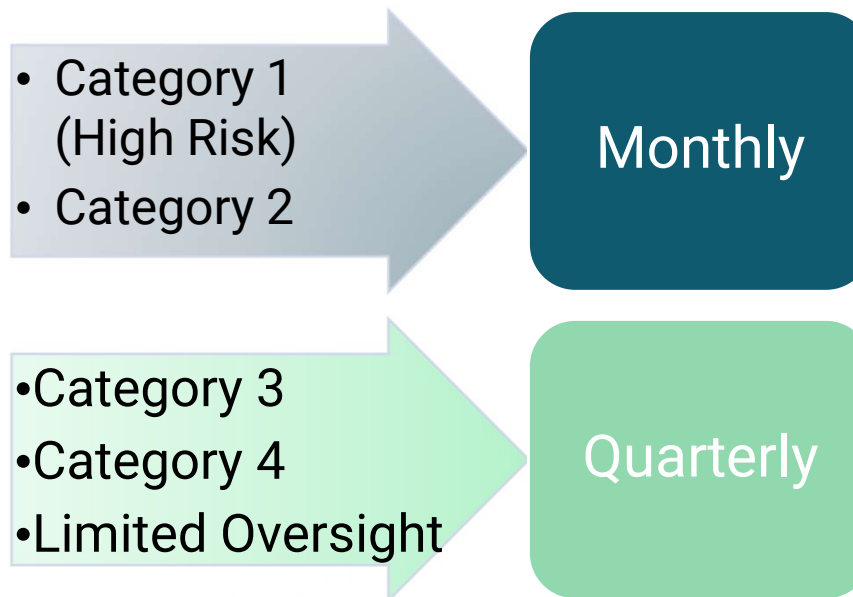 • Category 1
(High Risk)
• Category 2
Monthly
•Category 3
•Category 4
•Limited Oversight
Quarterly